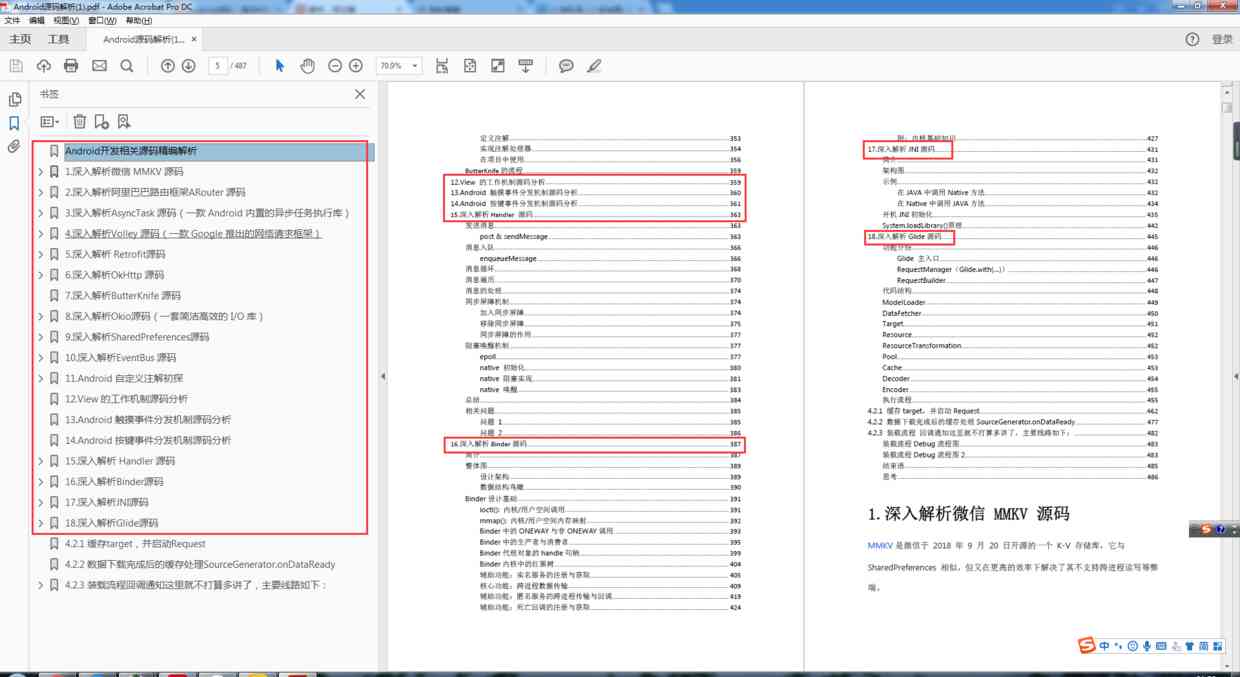 Android源码解析(1).pdf - Adobe Acrobat Pro DC
文件 编辑 视图(V) 窗口(W) 帮助(H)
主页 工具 Android源码解析(1... × 登录
5 / 487 70.9%
书签
Android开发相关源码精编解析
1.深入解析微信 MMKV 源码
2.深入解析阿里巴巴路由框架ARouter 源码
3.深入解析AsyncTask 源码（一款 Android 内置的异步任务执行库）
4.深入解析Volley 源码（一款 Google 推出的网络请求框架）
5.深入解析 Retrofit源码
6.深入解析OkHttp 源码
7.深入解析ButterKnife 源码
8.深入解析Okio源码（一套简洁高效的 I/O 库）
9.深入解析SharedPreferences源码
10.深入解析EventBus 源码
11.Android 自定义注解初探
12.View 的工作机制源码分析
13.Android 触摸事件分发机制源码分析
14.Android 按键事件分发机制源码分析
15.深入解析 Handler 源码
16.深入解析Binder源码
17.深入解析JNI源码
18.深入解析Glide源码
4.2.1 缓存target，并启动Request
4.2.2 数据下载完成后的缓存处理SourceGenerator.onDataReady
4.2.3 装载流程回调通知这里就不打算多讲了，主要线路如下：
定义注解 353
实现注解处理器 354
在项目中使用 356
ButterKnife 的流程 359
12.View 的工作机制源码分析 359
13.Android 触摸事件分发机制源码分析 360
14.Android 按键事件分发机制源码分析 361
15.深入解析 Handler 源码 363
发送消息 363
post & sendMessage 363
消息入队 366
enqueueMessage 366
消息循环 368
消息遍历 370
消息的处理 374
同步屏障机制 374
加入同步屏障 374
移除同步屏障 375
同步屏障的作用 377
阻塞唤醒机制 377
epoll 377
native 初始化 380
native 阻塞实现 381
native 唤醒 383
总结 384
相关问题 385
问题 1 385
问题 2 386
16.深入解析 Binder 源码 387
简介 387
整体图 389
设计架构 389
数据结构鸟瞰 390
Binder 设计基础 391
ioctl(): 内核/用户空间调用 391
mmap(): 内核/用户空间内存映射 392
Binder 中的 ONEWAY 与非 ONEWAY 调用 393
Binder 中的生产者与消费者 395
Binder 代理对象的 handle 句柄 399
Binder 内核中的红黑树 404
辅助功能：实名服务的注册与获取 405
核心功能：跨进程数据传输 409
辅助功能：匿名服务的跨进程传输与回调 419
辅助功能：死亡回调的注册与获取 424
附：内核基础知识 427
17.深入解析 JNI 源码 431
简介 431
架构图 431
示例 431
在 JAVA 中调用 Native 方法 432
在 Native 中调用 JAVA 方法 434
开机 JNI 初始化 435
System.loadLibrary()原理 442
18.深入解析 Glide 源码 445
功能介绍 446
Glide 主入口 446
RequestManager（Glide.with(...)） 446
RequestBuilder 447
代码结构 448
ModelLoader 449
DataFetcher 450
Target 451
Resource 452
ResourceTransformation 452
Pool 453
Cache 453
Decoder 454
Encoder 455
执行流程 455
4.2.1 缓存 target，并启动 Request 462
4.2.2 数据下载完成后的缓存处理 SourceGenerator.onDataReady 477
4.2.3 装载流程 回调通知这里就不打算多讲了，主要线路如下： 482
装载流程 Debug 流程图 483
装载流程 Debug 流程图 2 483
结束语 485
思考 486
1.深入解析微信 MMKV 源码
MMKV 是微信于 2018 年 9 月 20 日开源的一个 K-V 存储库，它与
SharedPreferences 相似，但又在更高的效率下解决了其不支持跨进程读写等弊
端。
中 简